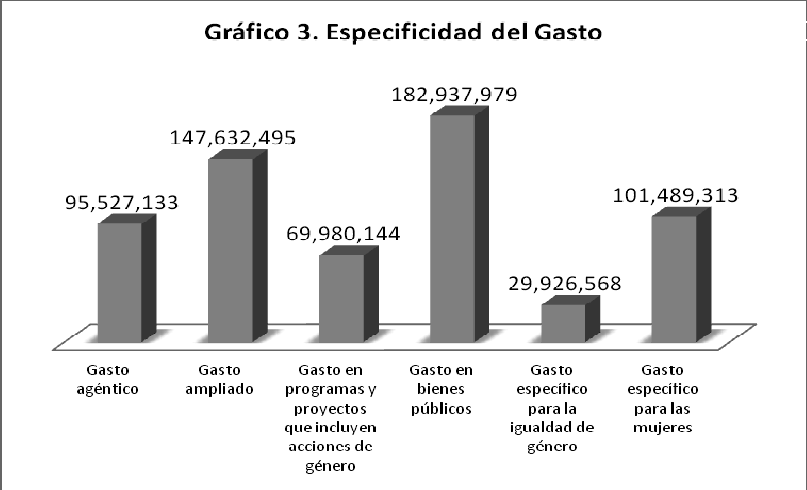 Gráfico 3. Especificidad del Gasto
182,937,979
147,632,495
95,527,133
101,489,313
69,980,144
29,926,568
Gasto
agéntico
Gasto
ampliado
Gasto en
programas y
proyectos
que incluyen
acciones de
género
Gasto en
bienes
públicos
Gasto
específico
para la
igualdad de
género
Gasto
específico
para las
mujeres